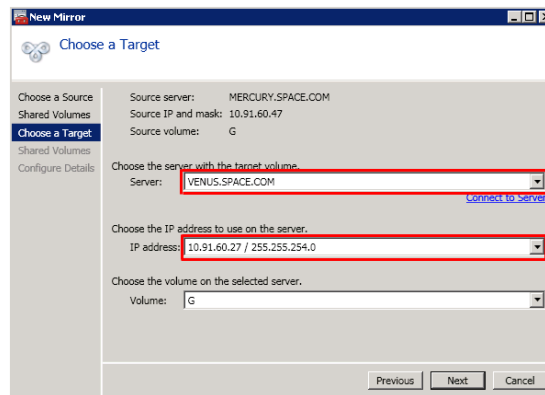 New Mirror
Choose a Target
Choose a Source
Shared Volumes
Choose a Target
Shared Volumes
Configure Details
Source server: MERCURY.SPACE.COM
Source IP and mask: 10.91.60.47
Source volume: G
Choose the server with the target volume.
Server: VENUS.SPACE.COM
Connect to Server
Choose the IP address to use on the server.
IP address: 10.91.60.27 / 255.255.254.0
Choose the volume on the selected server.
Volume: G
Previous Next Cancel